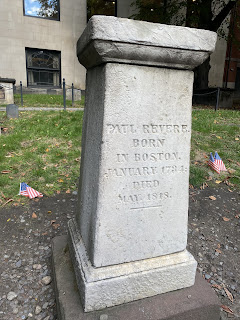 PAUL REVERE.
BORN
IN BOSTON,
JANUARY 1734:
DIED
MAY, 1818.